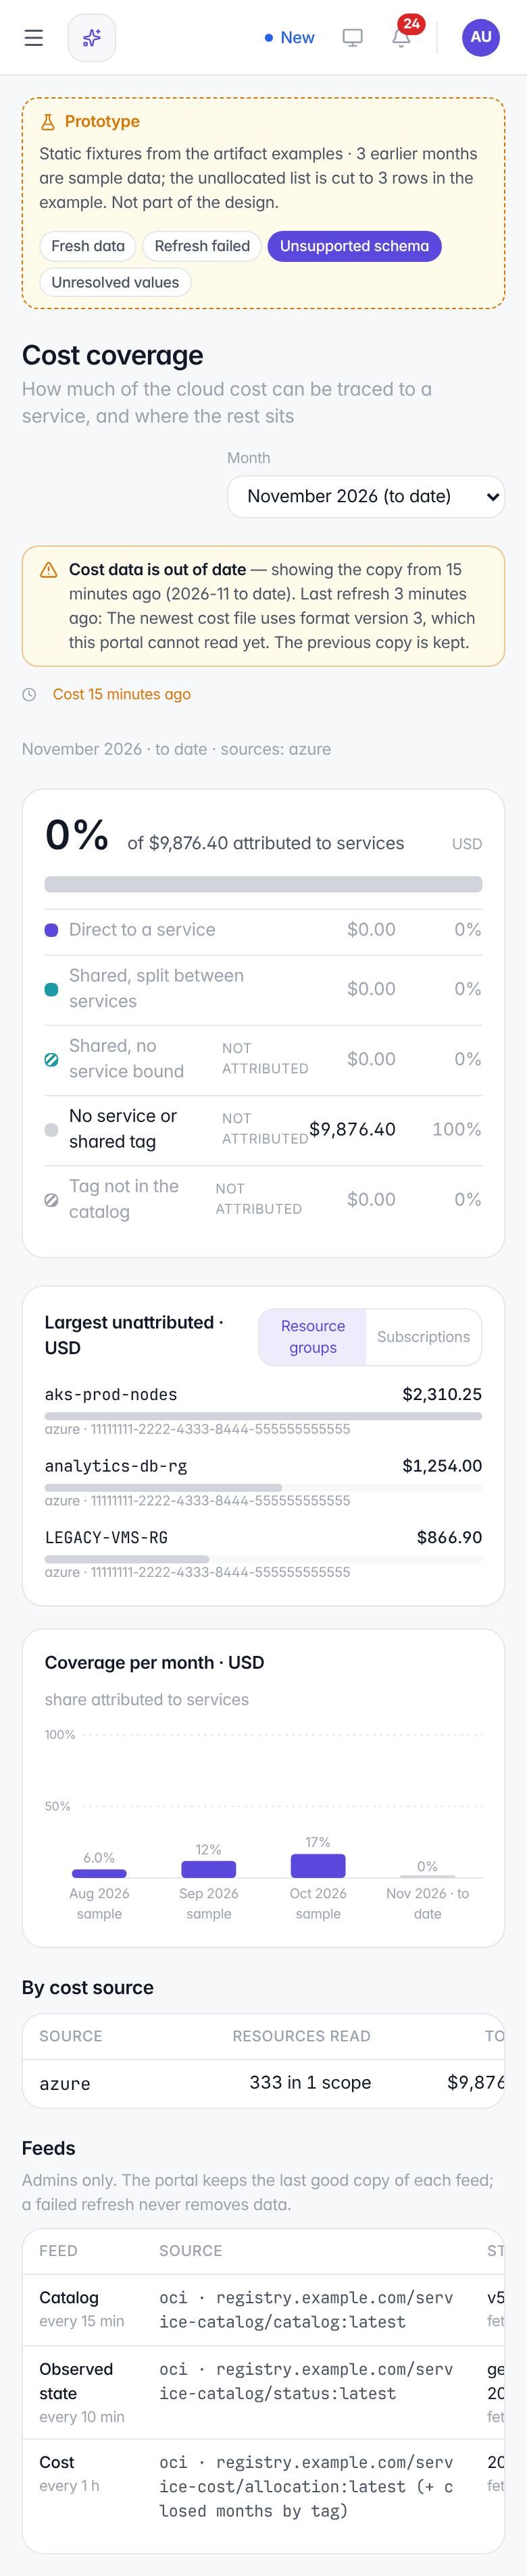 New
24
AU
Prototype
Static fixtures from the artifact examples · 3 earlier months
are sample data; the unallocated list is cut to 3 rows in the
example. Not part of the design.
Fresh data
Refresh failed
Unsupported schema
Unresolved values
Cost coverage
How much of the cloud cost can be traced to a
service, and where the rest sits
Month
November 2026 (to date)
Cost data is out of date — showing the copy from 15
minutes ago (2026-11 to date). Last refresh 3 minutes
ago: The newest cost file uses format version 3, which
this portal cannot read yet. The previous copy is kept.
Cost 15 minutes ago
November 2026 · to date · sources: azure
0% of $9,876.40 attributed to services USD
Direct to a service $0.00 0%
Shared, split between
services
$0.00 0%
Shared, no
service bound
NOT
ATTRIBUTED
$0.00 0%
No service or
shared tag
NOT
ATTRIBUTED
$9,876.40 100%
Tag not in the
catalog
NOT
ATTRIBUTED
$0.00 0%
Largest unattributed ·
USD
Resource
groups
Subscriptions
aks-prod-nodes $2,310.25
azure · 11111111-2222-4333-8444-555555555555
analytics-db-rg $1,254.00
azure · 11111111-2222-4333-8444-555555555555
LEGACY-VMS-RG $866.90
azure · 11111111-2222-4333-8444-555555555555
Coverage per month · USD
share attributed to services
100%
50%
6.0%
12%
17%
0%
Aug 2026
sample
Sep 2026
sample
Oct 2026
sample
Nov 2026 · to
date
By cost source
SOURCE RESOURCES READ TO
azure 333 in 1 scope $9,876
Feeds
Admins only. The portal keeps the last good copy of each feed;
a failed refresh never removes data.
FEED SOURCE ST
Catalog
every 15 min
oci · registry.example.com/serv
ice-catalog/catalog:latest
v5
fet
Observed
state
every 10 min
oci · registry.example.com/serv
ice-catalog/status:latest
ge
20
fet
Cost
every 1 h
oci · registry.example.com/serv
ice-cost/allocation:latest (+ c
losed months by tag)
20
fet